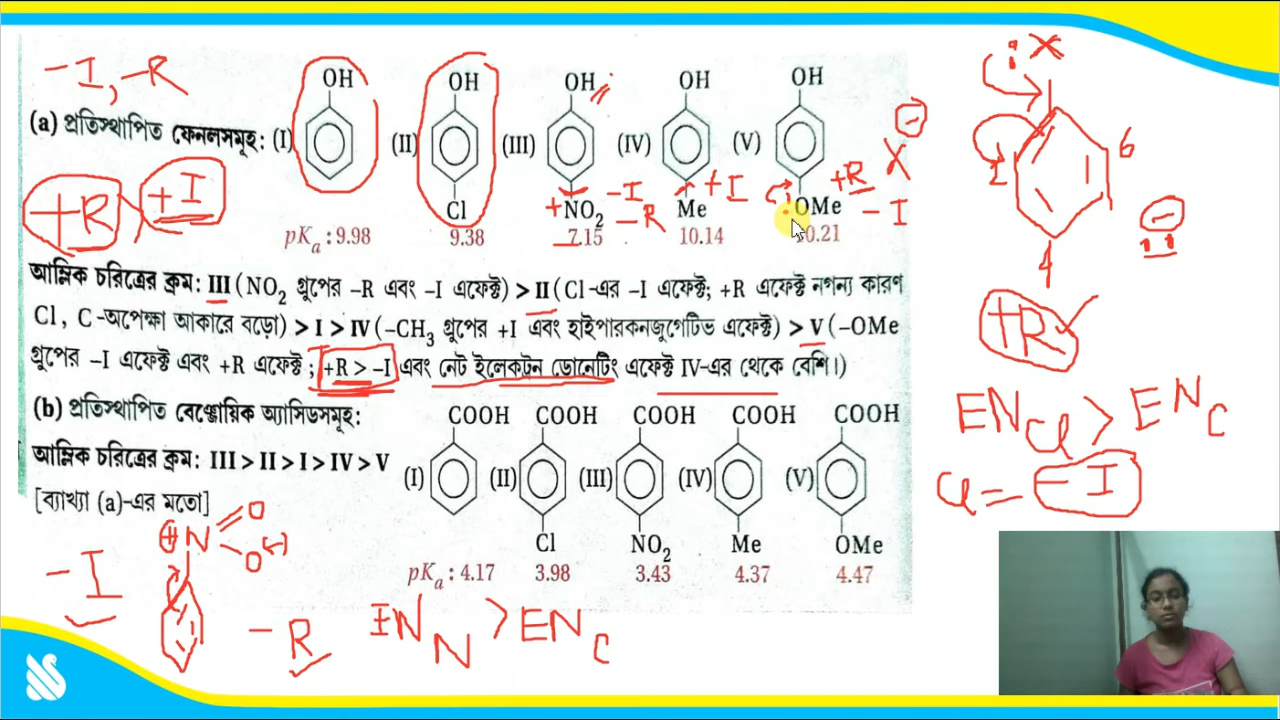 -I, -R
(a) প্রতিস্থাপিত ফেনলসমূহ: (I) OH (II) OH Cl (III) OH NO₂ (IV) OH Me (V) OH OMe
+R > +I
+ -I -R +I +R -I
X ⊖
pKₐ : 9.98 9.38 7.15 10.14 10.21
আম্লিক চরিত্রের ক্রম: III (NO₂ গ্রুপের –R এবং –I এফেক্ট) > II (Cl-এর –I এফেক্ট; +R এফেক্ট নগন্য কারণ
Cl, C-অপেক্ষা আকারে বড়ো) > I > IV (–CH₃ গ্রুপের +I এবং হাইপারকনজুগেটিভ এফেক্ট) > V (–OMe
গ্রুপের –I এফেক্ট এবং +R এফেক্ট ; +R > –I এবং নেট ইলেকট্রন ডোনেটিং এফেক্ট IV-এর থেকে বেশি।)
(b) প্রতিস্থাপিত বেঞ্জোয়িক অ্যাসিডসমূহ:
আম্লিক চরিত্রের ক্রম: III > II > I > IV > V
[ব্যাখ্যা (a)-এর মতো]
(I) COOH (II) COOH Cl (III) COOH NO₂ (IV) COOH Me (V) COOH OMe
pKₐ : 4.17 3.98 3.43 4.37 4.47
X
2 6
4
⊖
+R
EN Cl > EN C
Cl = -I
⊕ N O
O (-)
-I
-R
EN N > EN C